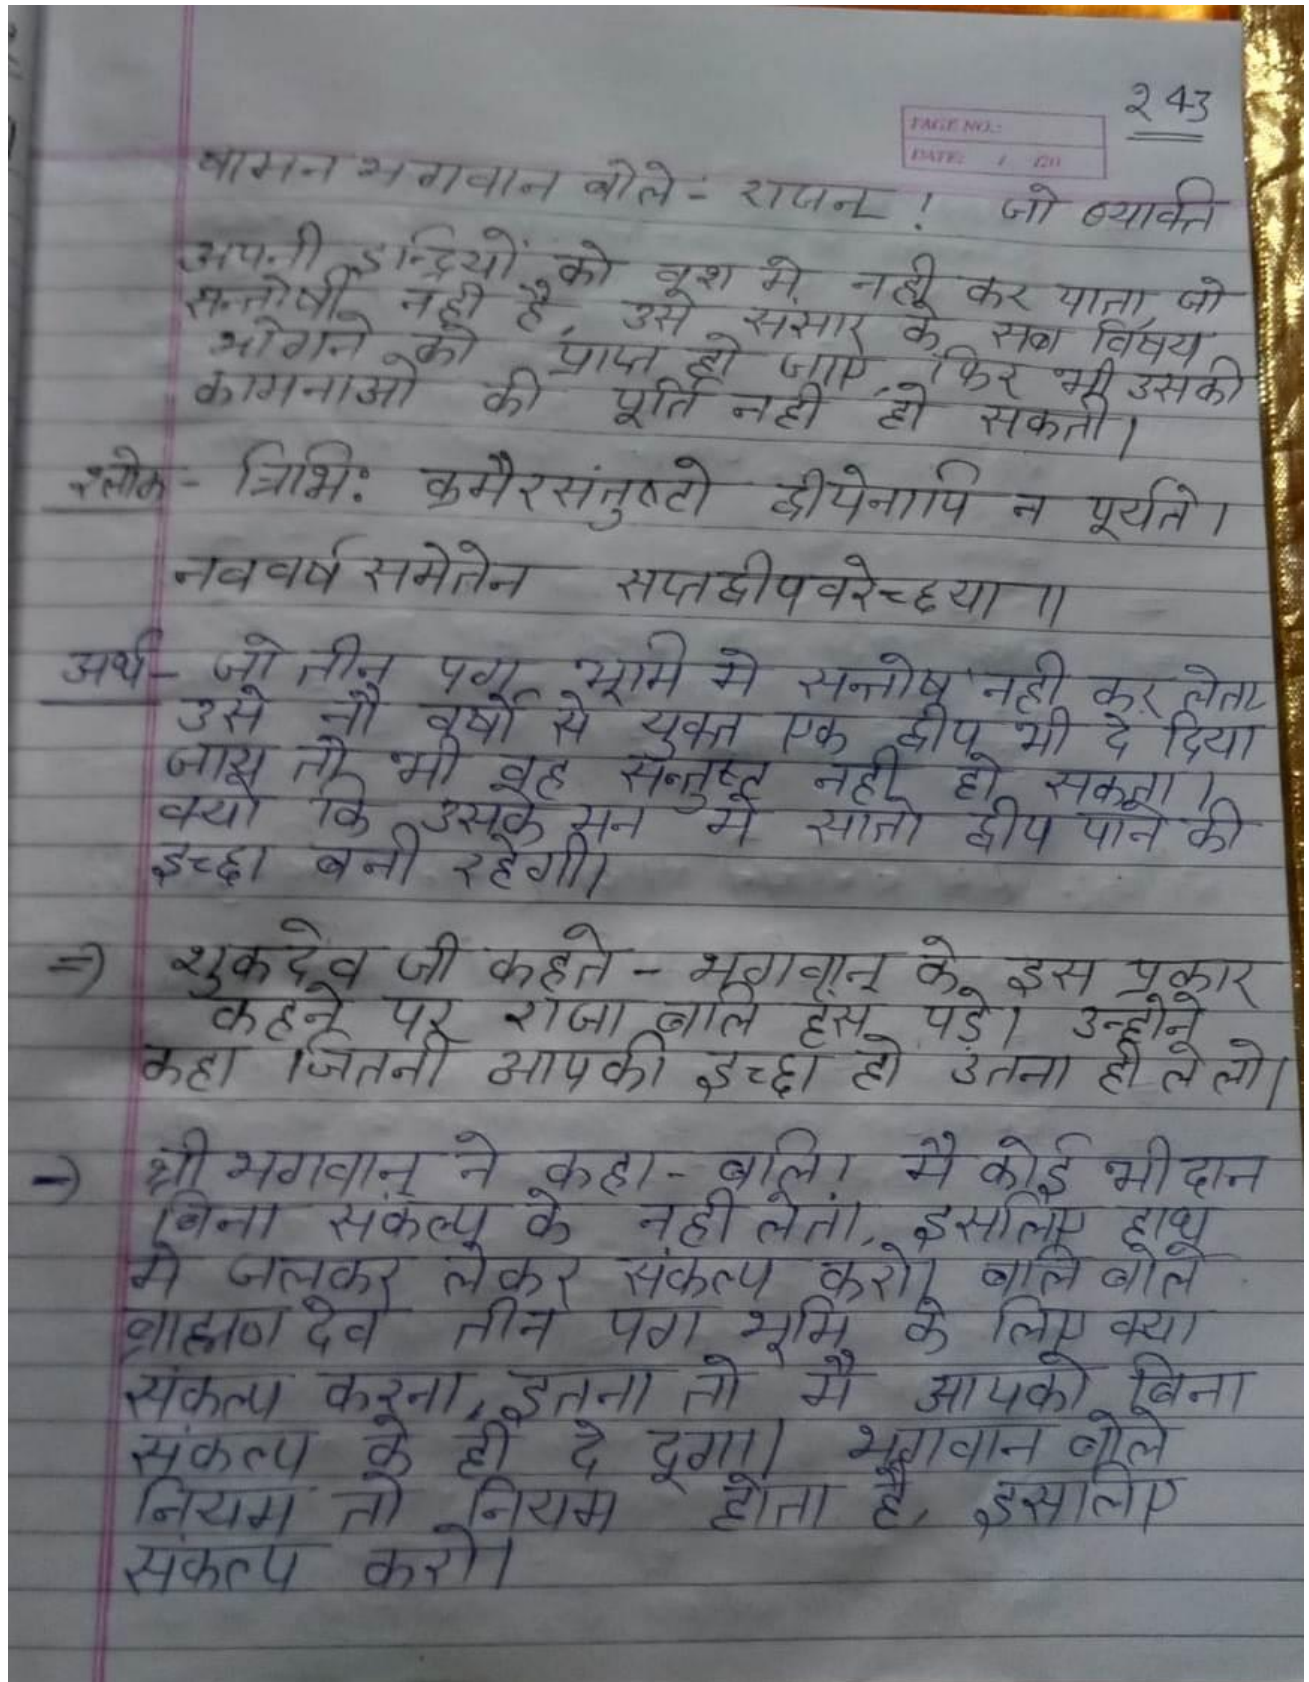 २43
PAGE NO.:
DATE: / /20
वामन भगवान बोले - राजन् ! जो व्यक्ति
अपनी इन्द्रियों को वश मे नही कर पाता, जो
सन्तोषी नही है, उसे संसार के सब विषय
भोगने को प्राप्त हो जाए, फिर भी उसकी
कामनाओ की पूर्ति नही हो सकती।
श्लोक - त्रिभिः क्रमैरसंतुष्टो द्वीपेनापि न पूर्यते।
नववर्ष समेतेन सप्तद्वीपवरेच्छया ॥
अर्थ - जो तीन पग भूमि मे सन्तोष नही कर लेता
उसे नौ वर्षो से युक्त एक द्वीप भी दे दिया
जाय तो भी वह सन्तुष्ट नही हो सकता।
क्यो कि उसके मन मे सातो द्वीप पाने की
इच्छा बनी रहेगी।
=> शुकदेव जी कहते - भगवान् के इस प्रकार
कहने पर राजा बलि हंस पड़े। उन्होने
कहा जितनी आपकी इच्छा हो उतना ही ले लो।
-> श्री भगवान् ने कहा - बलि। मै कोई भी दान
बिना संकल्प के नही लेता, इसलिए हाथ
मे जलकर लेकर संकल्प करो। बलि बोले
ब्राह्मण देव तीन पग भूमि के लिए क्या
संकल्प करना, इतना तो मै आपको बिना
संकल्प के ही दे दूगा। भगवान बोले
नियम तो नियम होता है, इसलिए
संकल्प करो।